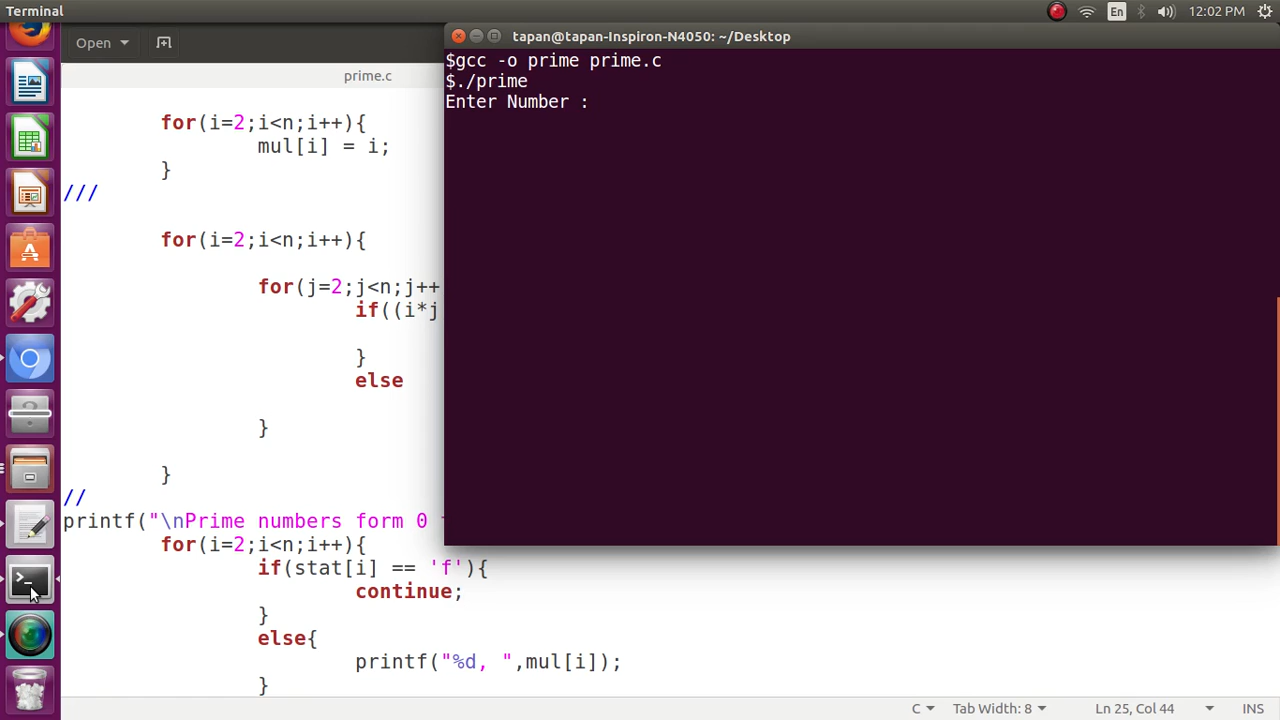 Terminal
En
12:02 PM
Open
tapan@tapan-Inspiron-N4050: ~/Desktop
prime.c
$gcc -o prime prime.c
$./prime
Enter Number :
for(i=2;i<n;i++){
mul[i] = i;
}
///
for(i=2;i<n;i++){
for(j=2;j<n;j++
if((i*j
}
else
}
}
//
printf("\nPrime numbers form 0
for(i=2;i<n;i++){
if(stat[i] == 'f'){
continue;
}
else{
printf("%d, ",mul[i]);
}
C
Tab Width: 8
Ln 25, Col 44
INS